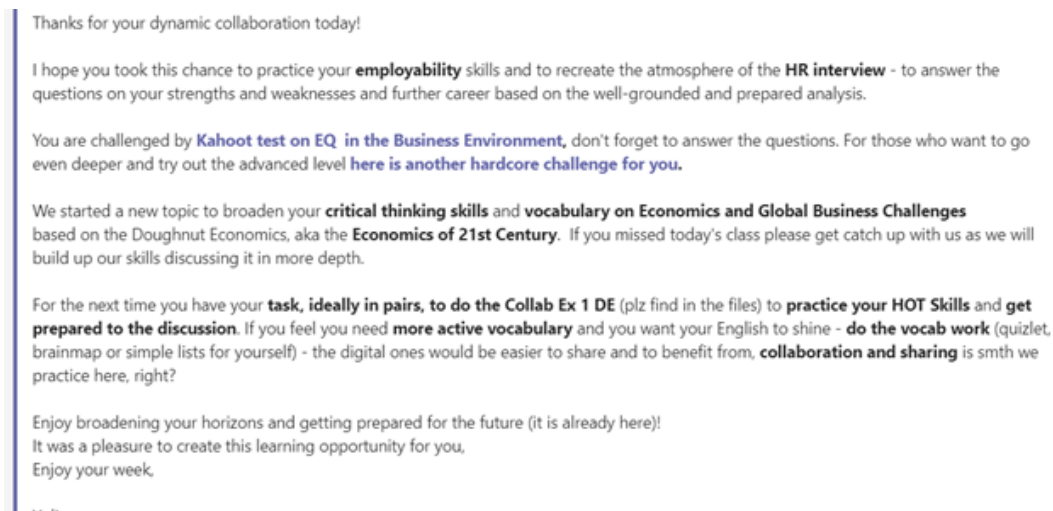 Thanks for your dynamic collaboration today!
I hope you took this chance to practice your employability skills and to recreate the atmosphere of the HR interview - to answer the
questions on your strengths and weaknesses and further career based on the well-grounded and prepared analysis.
You are challenged by Kahoot test on EQ in the Business Environment, don't forget to answer the questions. For those who want to go
even deeper and try out the advanced level here is another hardcore challenge for you.
We started a new topic to broaden your critical thinking skills and vocabulary on Economics and Global Business Challenges
based on the Doughnut Economics, aka the Economics of 21st Century. If you missed today's class please get catch up with us as we will
build up our skills discussing it in more depth.
For the next time you have your task, ideally in pairs, to do the Collab Ex 1 DE (plz find in the files) to practice your HOT Skills and get
prepared to the discussion. If you feel you need more active vocabulary and you want your English to shine - do the vocab work (quizlet,
brainmap or simple lists for yourself) - the digital ones would be easier to share and to benefit from, collaboration and sharing is smth we
practice here, right?
Enjoy broadening your horizons and getting prepared for the future (it is already here)!
It was a pleasure to create this learning opportunity for you,
Enjoy your week,